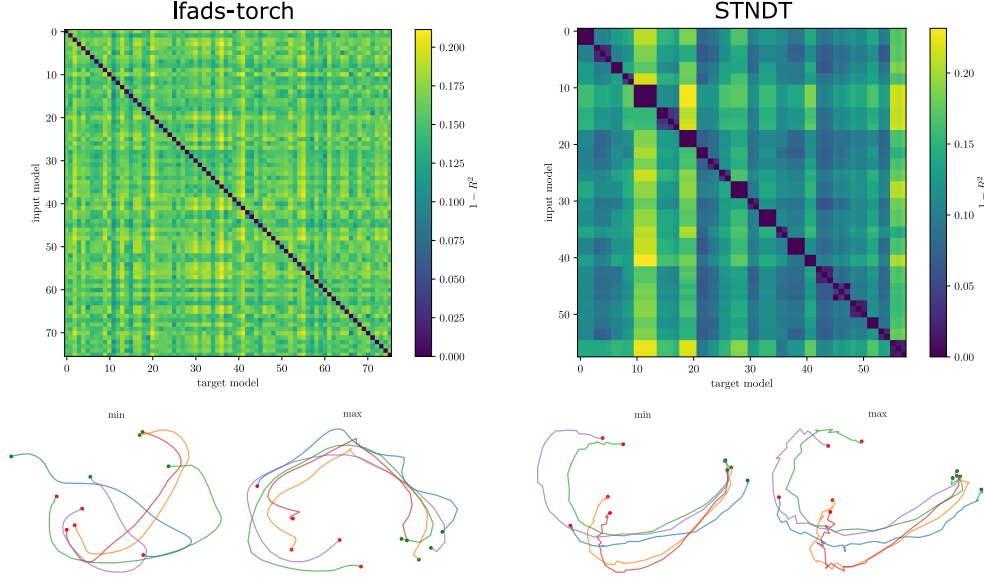 lfads-torch
STNDT
0
10
20
30
40
50
60
70
input model
0 10 20 30 40 50 60 70
target model
0.200
0.175
0.150
0.125
0.100
0.075
0.050
0.025
0.000
1 − R²
0
10
20
30
40
50
input model
0 10 20 30 40 50
target model
0.20
0.15
0.10
0.05
0.00
1 − R²
min
max
min
max